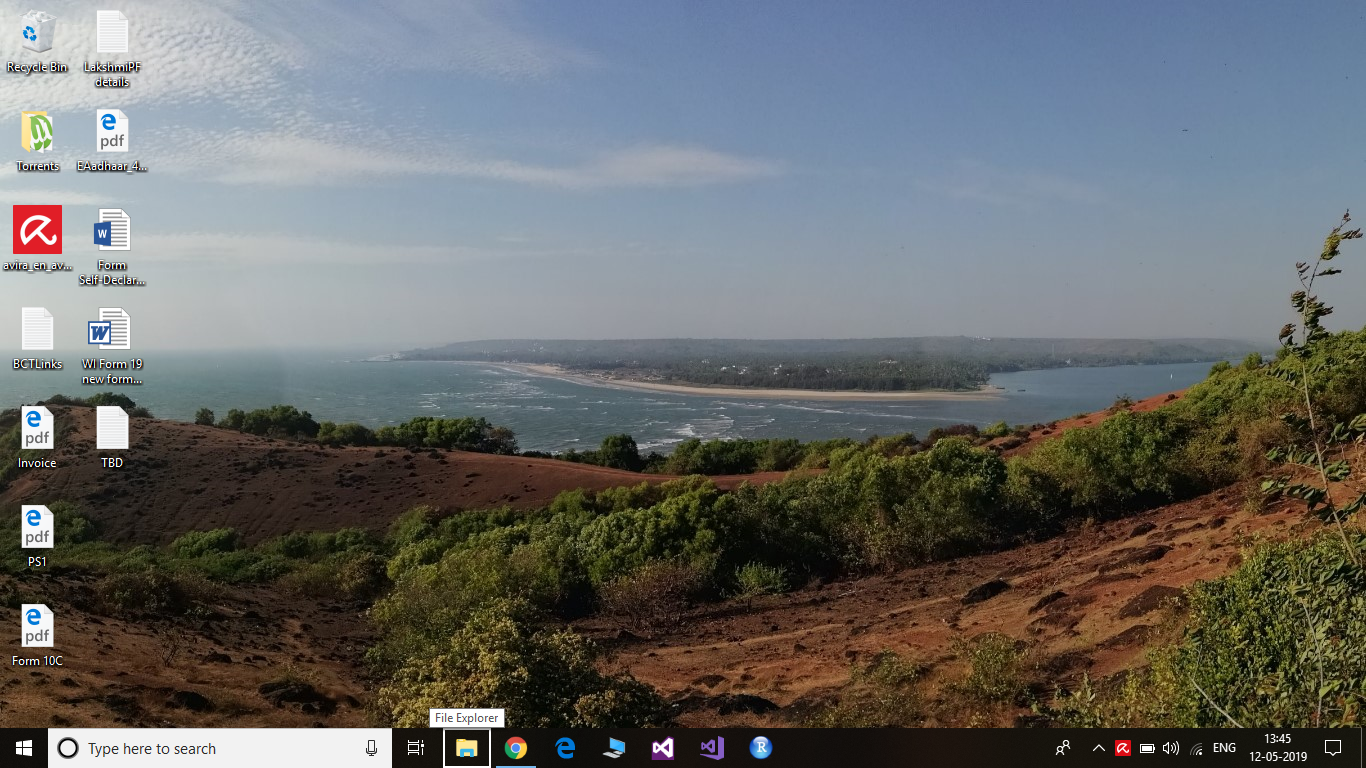 Recycle Bin
LakshmiPF
details
Torrents
EAadhaar_4...
avira_en_av...
Form
Self-Declar...
BCTLinks
WI Form 19
new form...
Invoice
TBD
PS1
Form 10C
File Explorer
Type here to search
ENG
13:45
12-05-2019
pdf
pdf
pdf
pdf
W
W
e
R